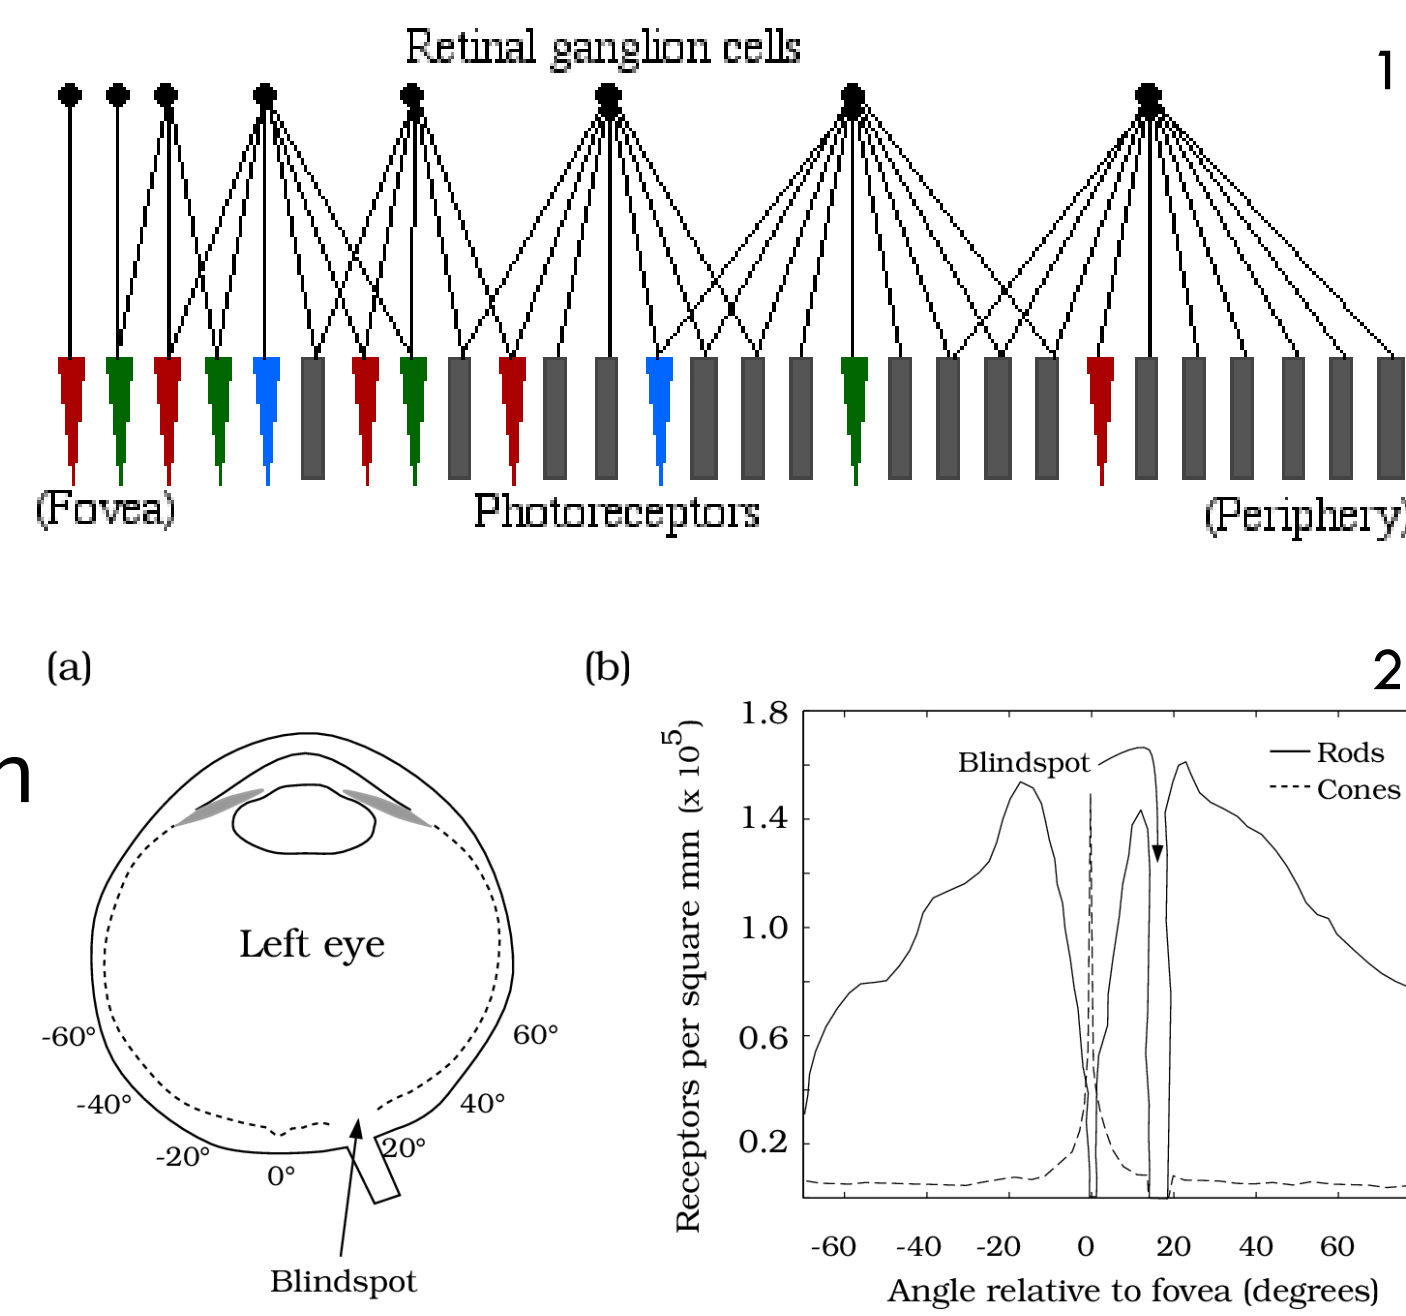 Retinal ganglion cells
1
(Fovea)
Photoreceptors
(Periphery)
(a)
(b)
2
n
Left eye
-60°
-40°
-20°
0°
20°
40°
60°
Blindspot
Receptors per square mm (x 10⁵)
1.8
1.4
1.0
0.6
0.2
Blindspot
Rods
Cones
-60 -40 -20 0 20 40 60
Angle relative to fovea (degrees)